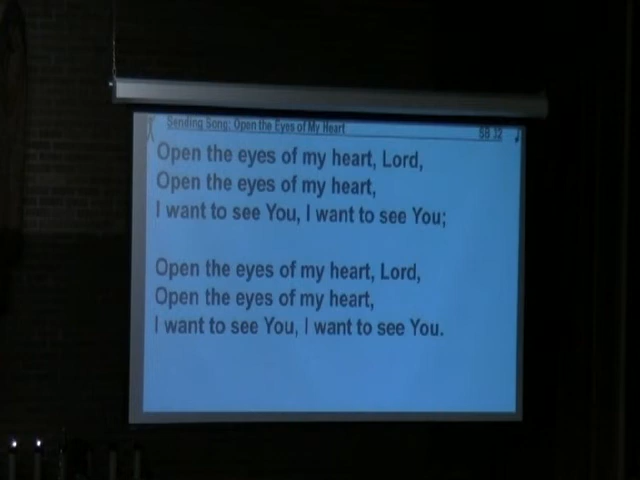 Sending Song: Open the Eyes of My Heart
SB 32
Open the eyes of my heart, Lord,
Open the eyes of my heart,
I want to see You, I want to see You;
Open the eyes of my heart, Lord,
Open the eyes of my heart,
I want to see You, I want to see You.